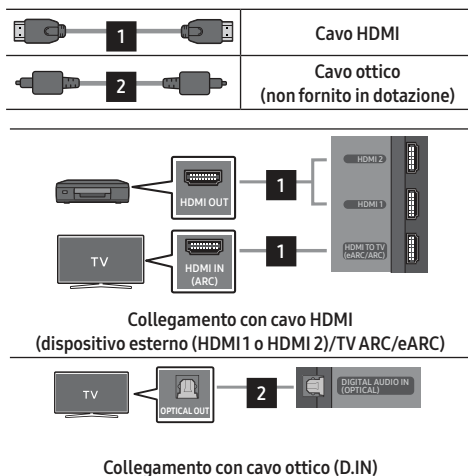 1
Cavo HDMI
2
Cavo ottico
(non fornito in dotazione)
HDMI OUT
1
HDMI 2
HDMI 1
TV
HDMI IN
(ARC)
1
HDMI TO TV
(eARC/ARC)
Collegamento con cavo HDMI
(dispositivo esterno (HDMI 1 o HDMI 2)/TV ARC/eARC)
TV
OPTICAL OUT
2
DIGITAL AUDIO IN
(OPTICAL)
Collegamento con cavo ottico (D.IN)